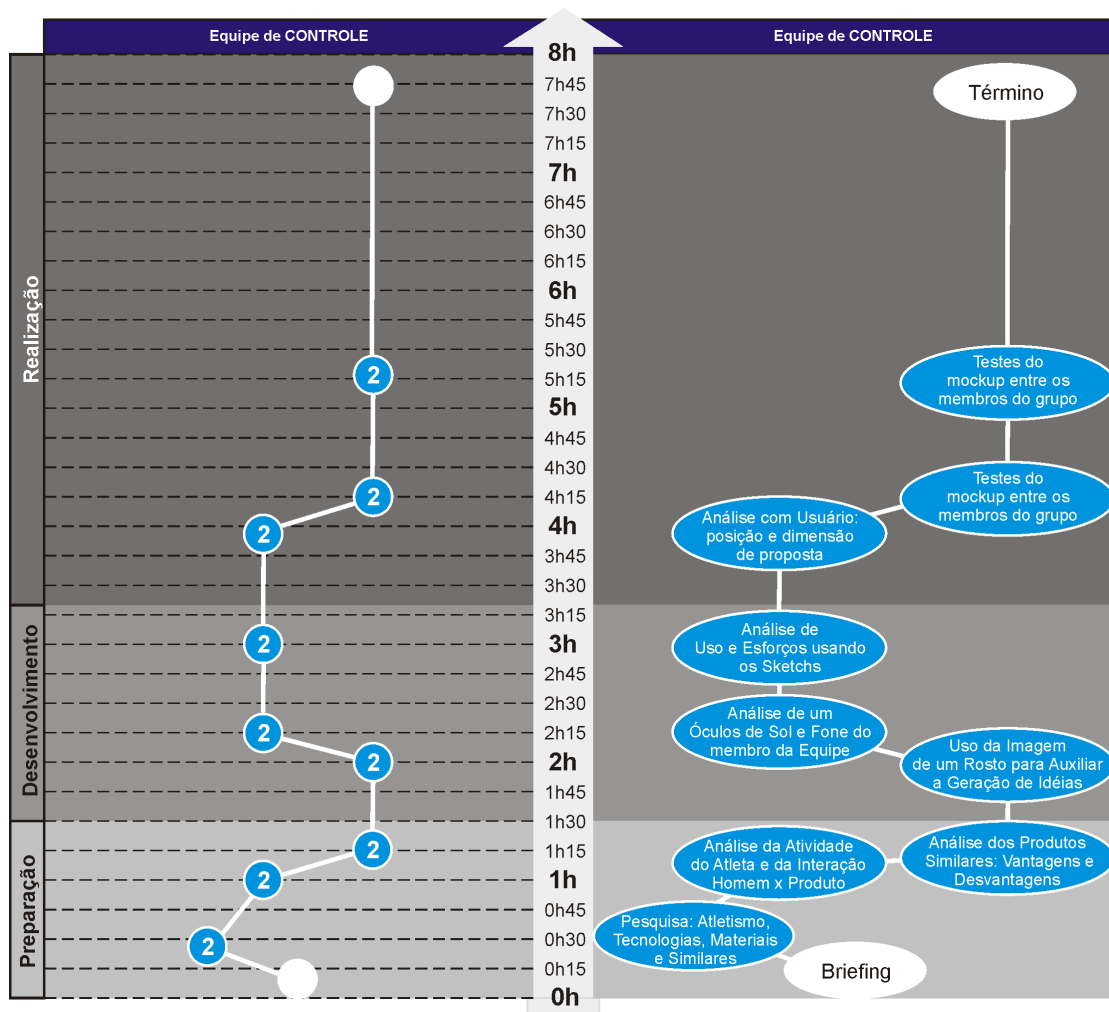 Equipe de CONTROLE
Equipe de CONTROLE
8h
7h45
7h30
7h15
7h
6h45
6h30
6h15
6h
5h45
5h30
5h15
5h
4h45
4h30
4h15
4h
3h45
3h30
3h15
3h
2h45
2h30
2h15
2h
1h45
1h30
1h15
1h
0h45
0h30
0h15
0h
Realização
Desenvolvimento
Preparação
2
2
2
2
2
2
2
2
2
Término
Testes do
mockup entre os
membros do grupo
Testes do
mockup entre os
membros do grupo
Análise com Usuário:
posição e dimensão
de proposta
Análise de
Uso e Esforços usando
os Sketchs
Análise de um
Óculos de Sol e Fone do
membro da Equipe
Uso da Imagem
de um Rosto para Auxiliar
a Geração de Idéias
Análise dos Produtos
Similares: Vantagens e
Desvantagens
Análise da Atividade
do Atleta e da Interação
Homem x Produto
Pesquisa: Atletismo,
Tecnologias, Materiais
e Similares
Briefing